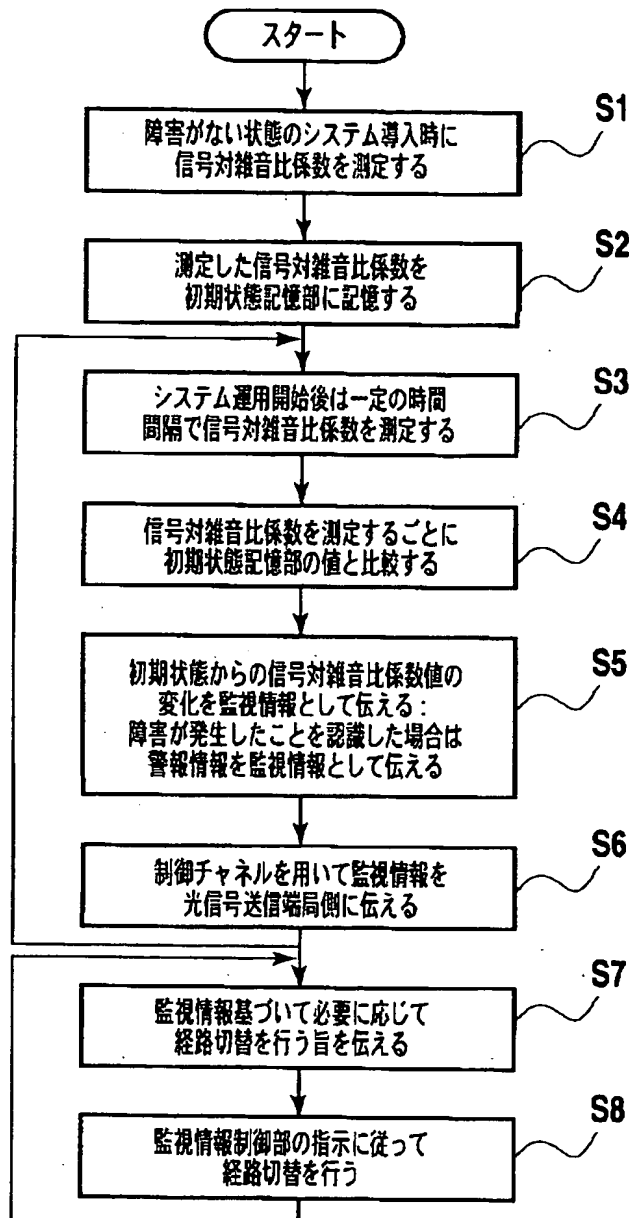 スタート
S1
障害がない状態のシステム導入時に
信号対雑音比係数を測定する
S2
測定した信号対雑音比係数を
初期状態記憶部に記憶する
S3
システム運用開始後は一定の時間
間隔で信号対雑音比係数を測定する
S4
信号対雑音比係数を測定するごとに
初期状態記憶部の値と比較する
S5
初期状態からの信号対雑音比係数値の
変化を監視情報として伝える：
障害が発生したことを認識した場合は
警報情報を監視情報として伝える
S6
制御チャネルを用いて監視情報を
光信号送信端局側に伝える
S7
監視情報基づいて必要に応じて
経路切替を行う旨を伝える
S8
監視情報制御部の指示に従って
経路切替を行う